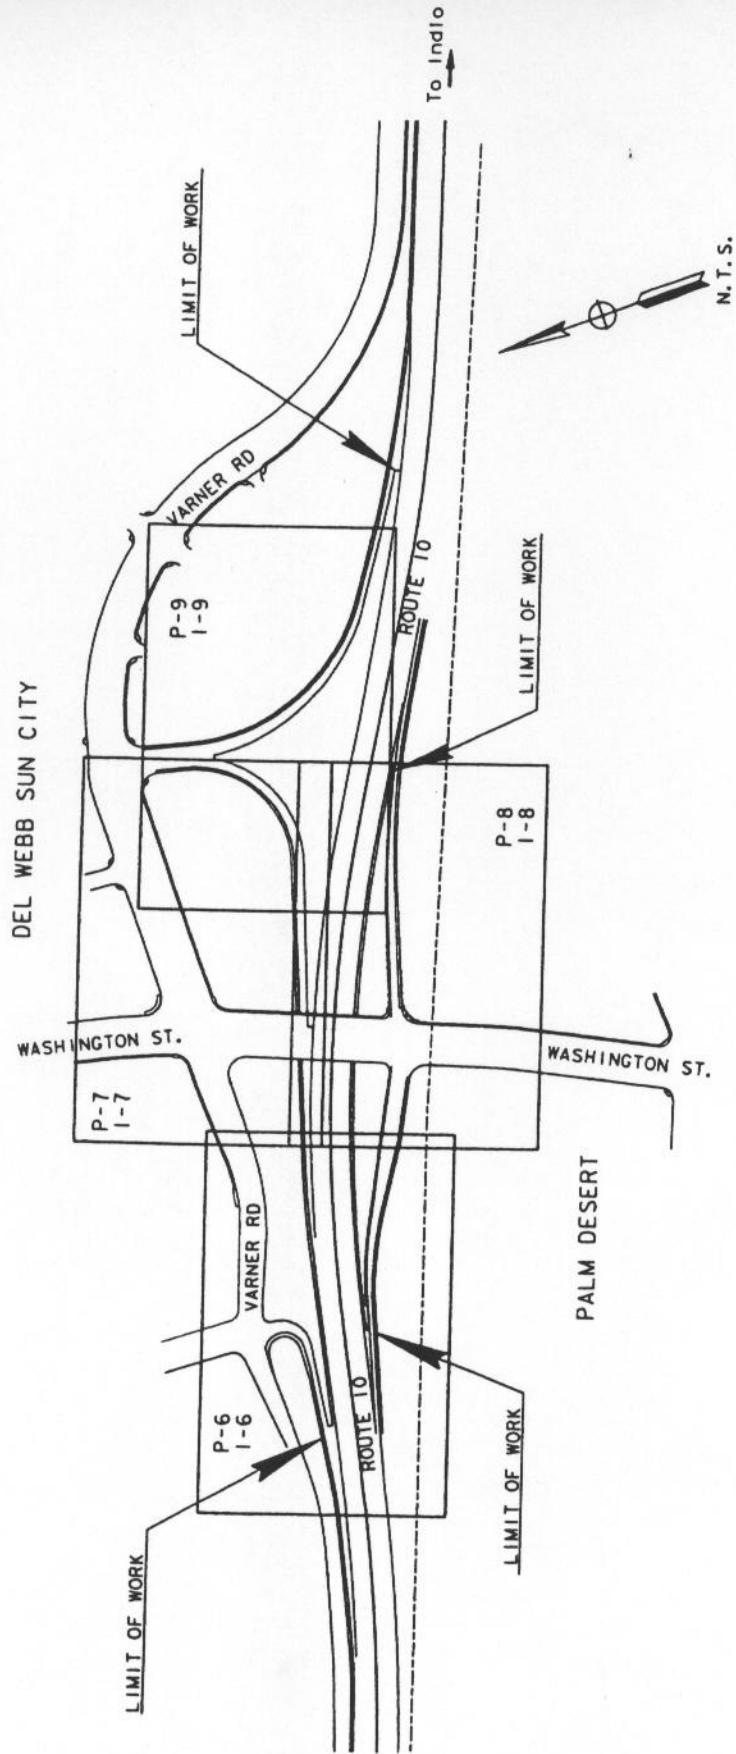 DEL WEBB SUN CITY
LIMIT OF WORK
To Indio
VARNER RD
P-9
I-9
WASHINGTON ST.
P-7
I-7
ROUTE 10
LIMIT OF WORK
P-8
I-8
N.T.S.
VARNER RD
P-6
I-6
WASHINGTON ST.
ROUTE 10
PALM DESERT
LIMIT OF WORK
LIMIT OF WORK